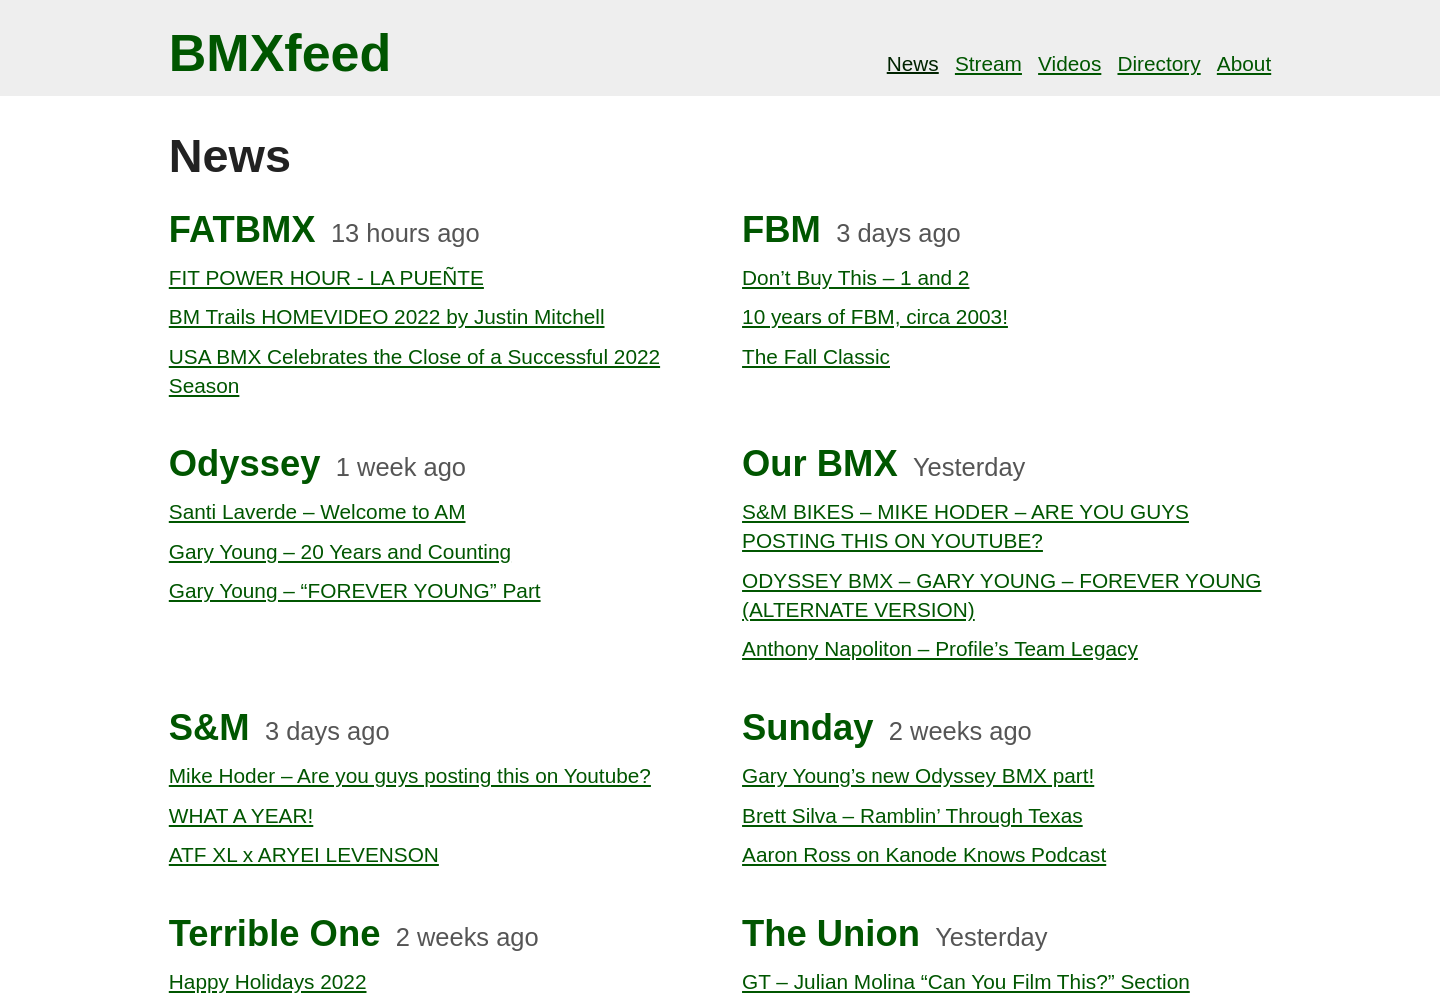 BMXfeed
News Stream Videos Directory About
News
FATBMX 13 hours ago
FIT POWER HOUR - LA PUEÑTE
BM Trails HOMEVIDEO 2022 by Justin Mitchell
USA BMX Celebrates the Close of a Successful 2022
Season
FBM 3 days ago
Don’t Buy This – 1 and 2
10 years of FBM, circa 2003!
The Fall Classic
Odyssey 1 week ago
Santi Laverde – Welcome to AM
Gary Young – 20 Years and Counting
Gary Young – “FOREVER YOUNG” Part
Our BMX Yesterday
S&M BIKES – MIKE HODER – ARE YOU GUYS
POSTING THIS ON YOUTUBE?
ODYSSEY BMX – GARY YOUNG – FOREVER YOUNG
(ALTERNATE VERSION)
Anthony Napoliton – Profile’s Team Legacy
S&M 3 days ago
Mike Hoder – Are you guys posting this on Youtube?
WHAT A YEAR!
ATF XL x ARYEI LEVENSON
Sunday 2 weeks ago
Gary Young’s new Odyssey BMX part!
Brett Silva – Ramblin’ Through Texas
Aaron Ross on Kanode Knows Podcast
Terrible One 2 weeks ago
Happy Holidays 2022
The Union Yesterday
GT – Julian Molina “Can You Film This?” Section